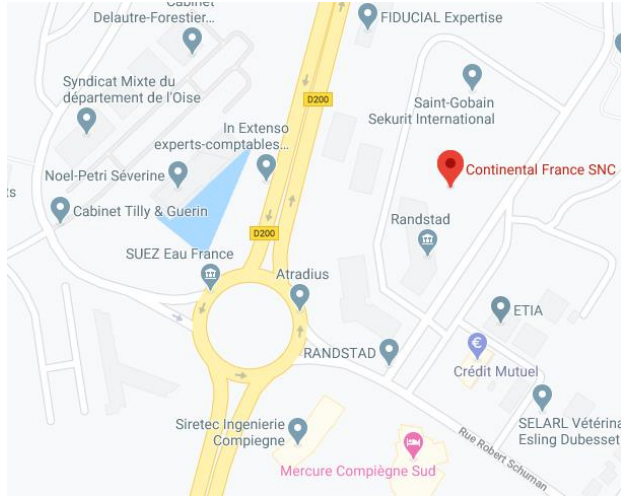 Cabinet
Delautre-Forestier...
FIDUCIAL Expertise
Syndicat Mixte du
département de l'Oise
D200
Saint-Gobain
Sekurit International
In Extenso
experts-comptables...
Continental France SNC
Noel-Petri Séverine
ts
Cabinet Tilly & Guerin
Randstad
D200
SUEZ Eau France
Atradius
ETIA
RANDSTAD
Crédit Mutuel
Siretec Ingenierie
Compiegne
SELARL Vétérina
Esling Dubesset
Rue Robert Schuman
Mercure Compiègne Sud